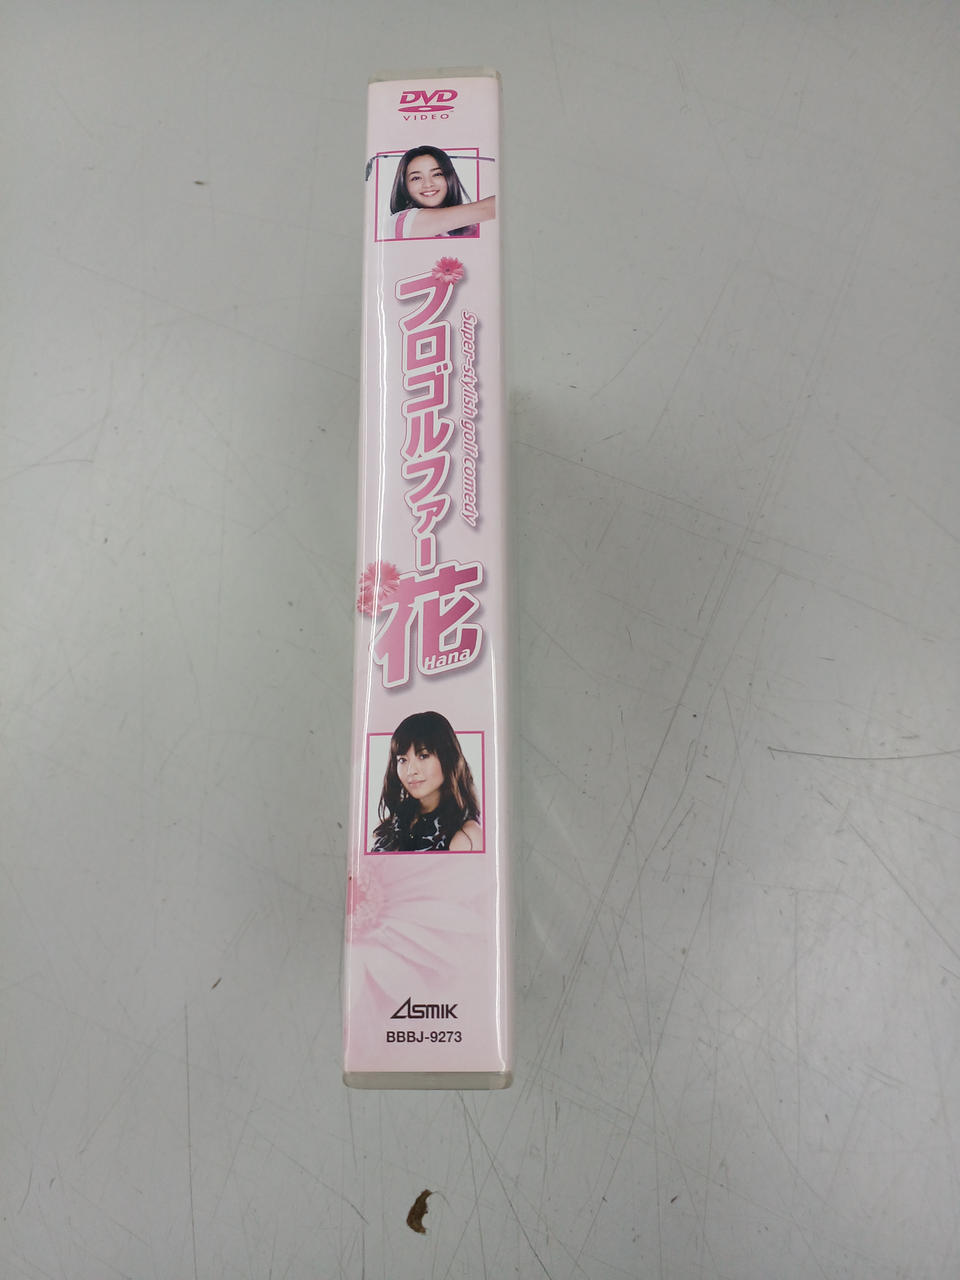 DVD
VIDEO
プロゴルファー
花
Hana
Super-stylish golf comedy
ASMIK
BBBJ-9273